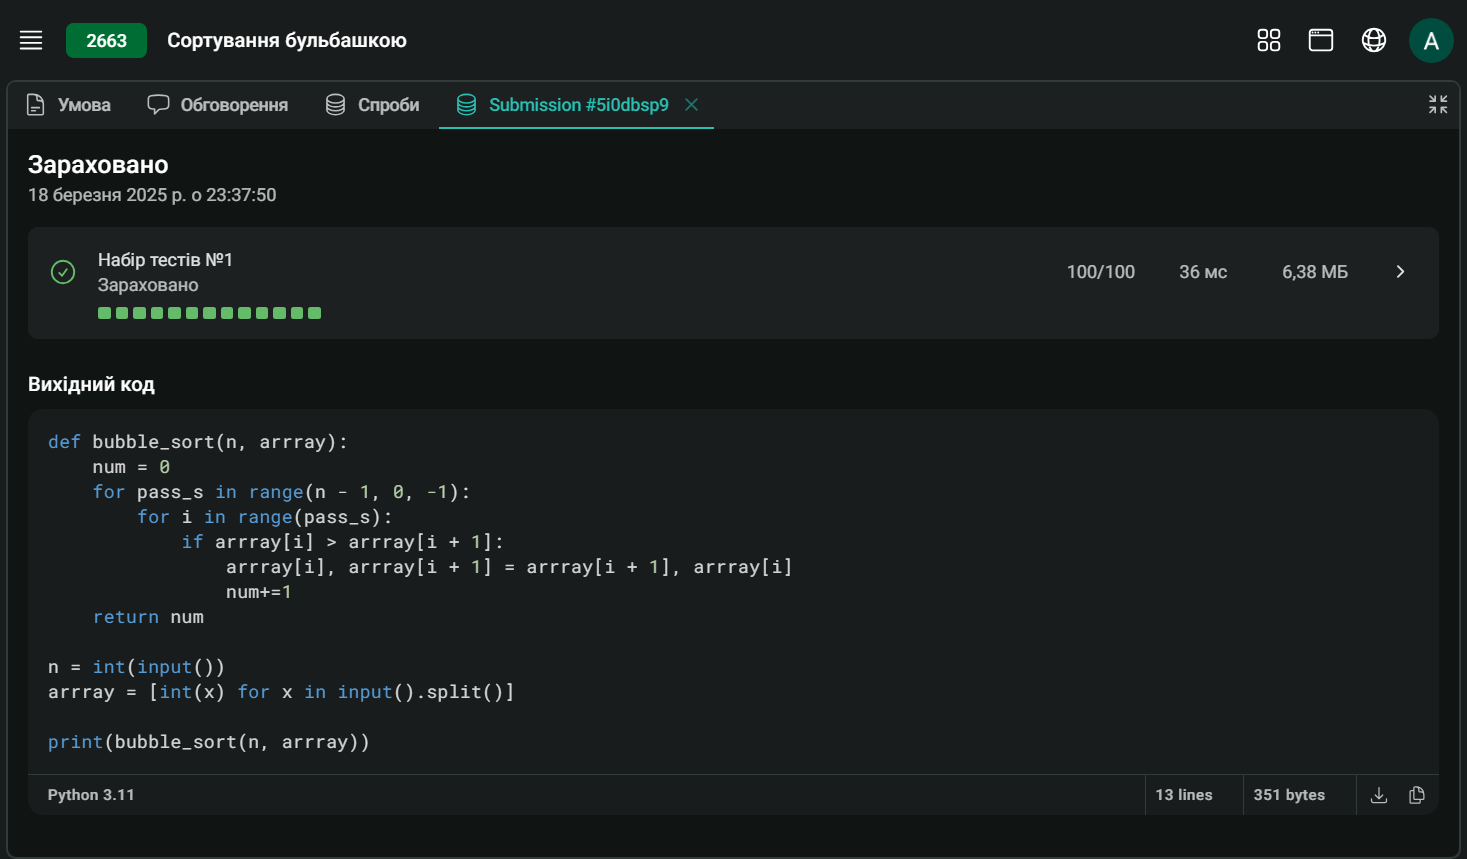 2663 Сортування бульбашкою A
Умова Обговорення Спроби Submission #5i0dbsp9
Зараховано
18 березня 2025 р. о 23:37:50
Набір тестів №1
Зараховано
100/100 36 мс 6,38 МБ
Вихідний код
def bubble_sort(n, arrray):
    num = 0
    for pass_s in range(n - 1, 0, -1):
        for i in range(pass_s):
            if arrray[i] > arrray[i + 1]:
                arrray[i], arrray[i + 1] = arrray[i + 1], arrray[i]
                num+=1
    return num
n = int(input())
arrray = [int(x) for x in input().split()]
print(bubble_sort(n, arrray))
Python 3.11 13 lines 351 bytes